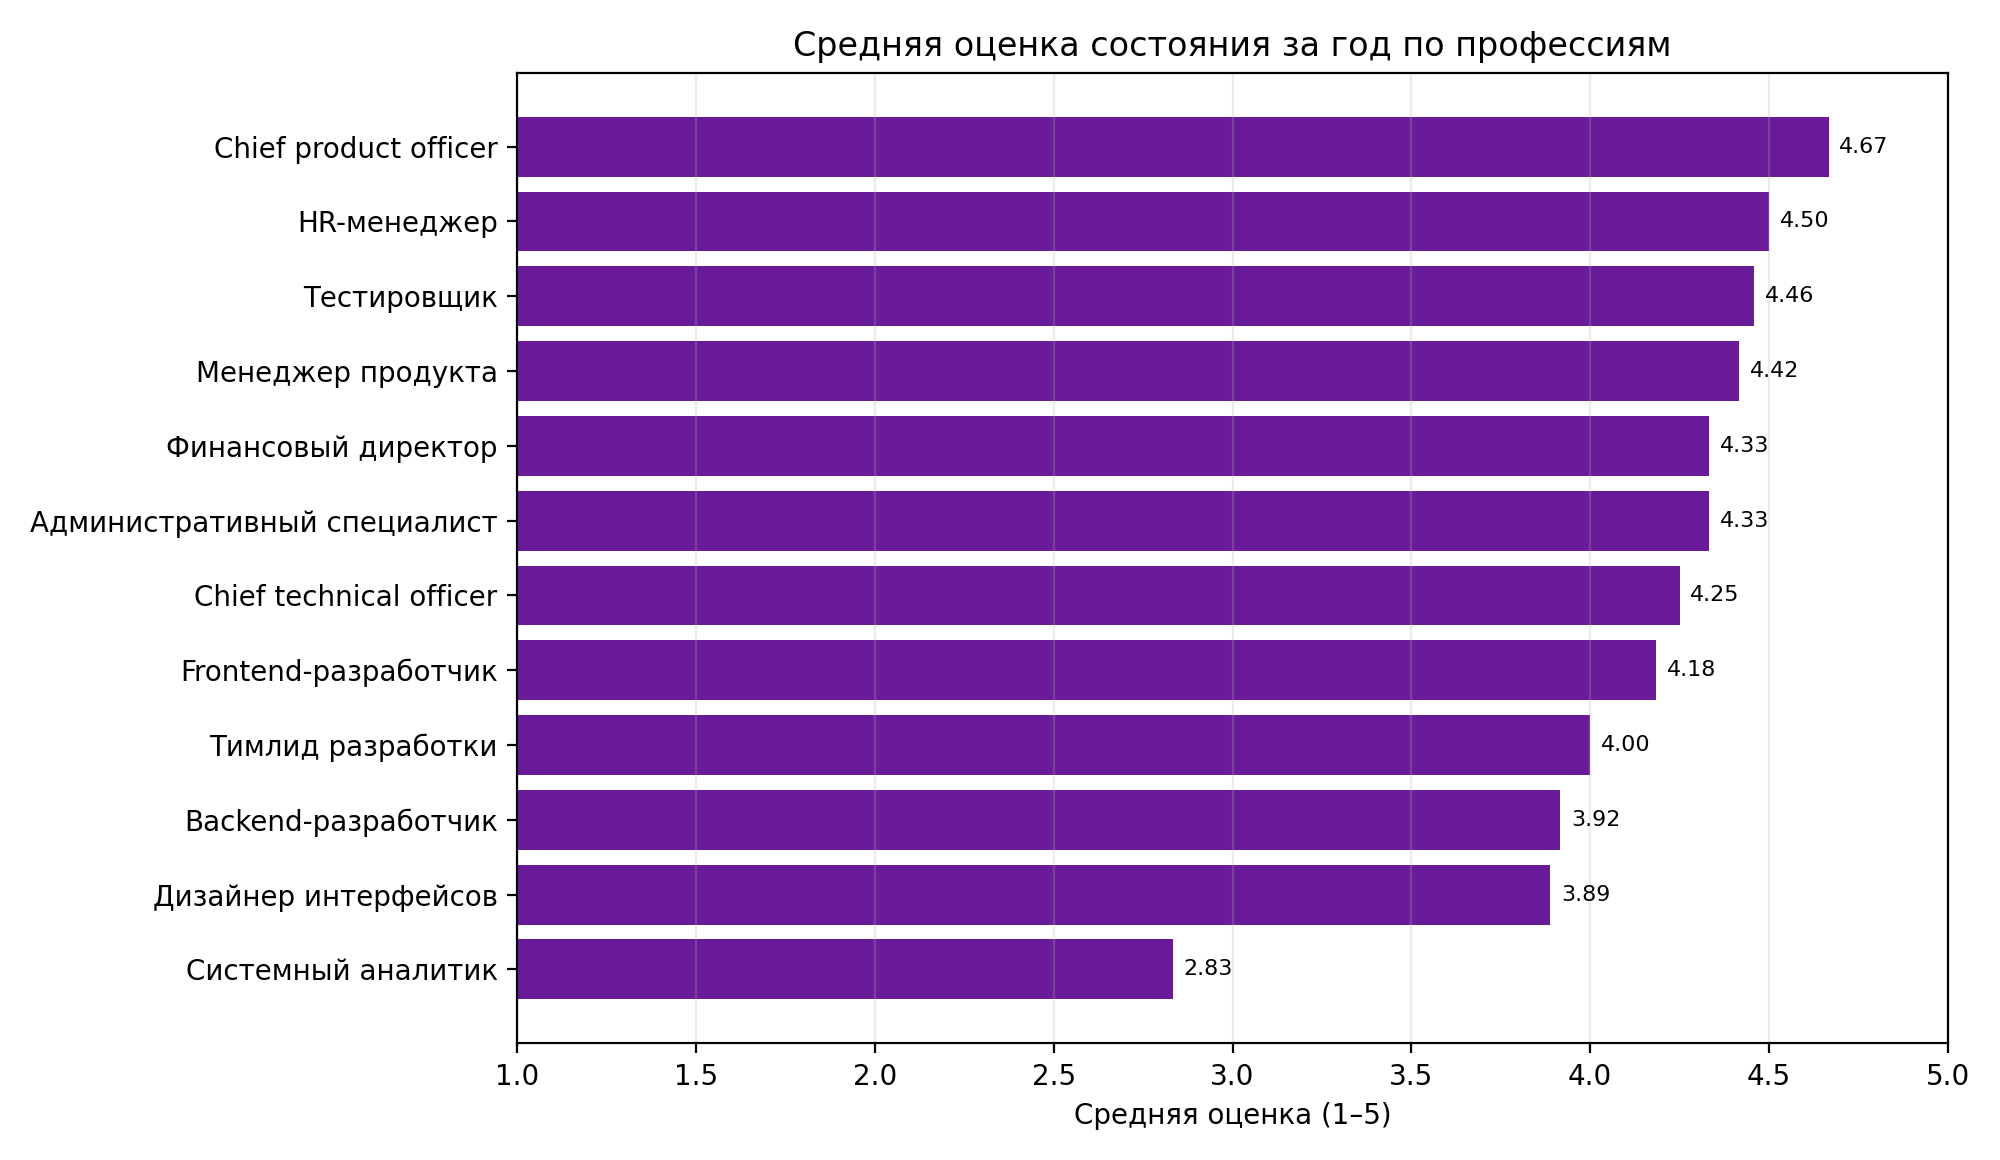 Средняя оценка состояния за год по профессиям
Chief product officer 4.67
HR-менеджер 4.50
Тестировщик 4.46
Менеджер продукта 4.42
Финансовый директор 4.33
Административный специалист 4.33
Chief technical officer 4.25
Frontend-разработчик 4.18
Тимлид разработки 4.00
Backend-разработчик 3.92
Дизайнер интерфейсов 3.89
Системный аналитик 2.83
1.0 1.5 2.0 2.5 3.0 3.5 4.0 4.5 5.0
Средняя оценка (1–5)